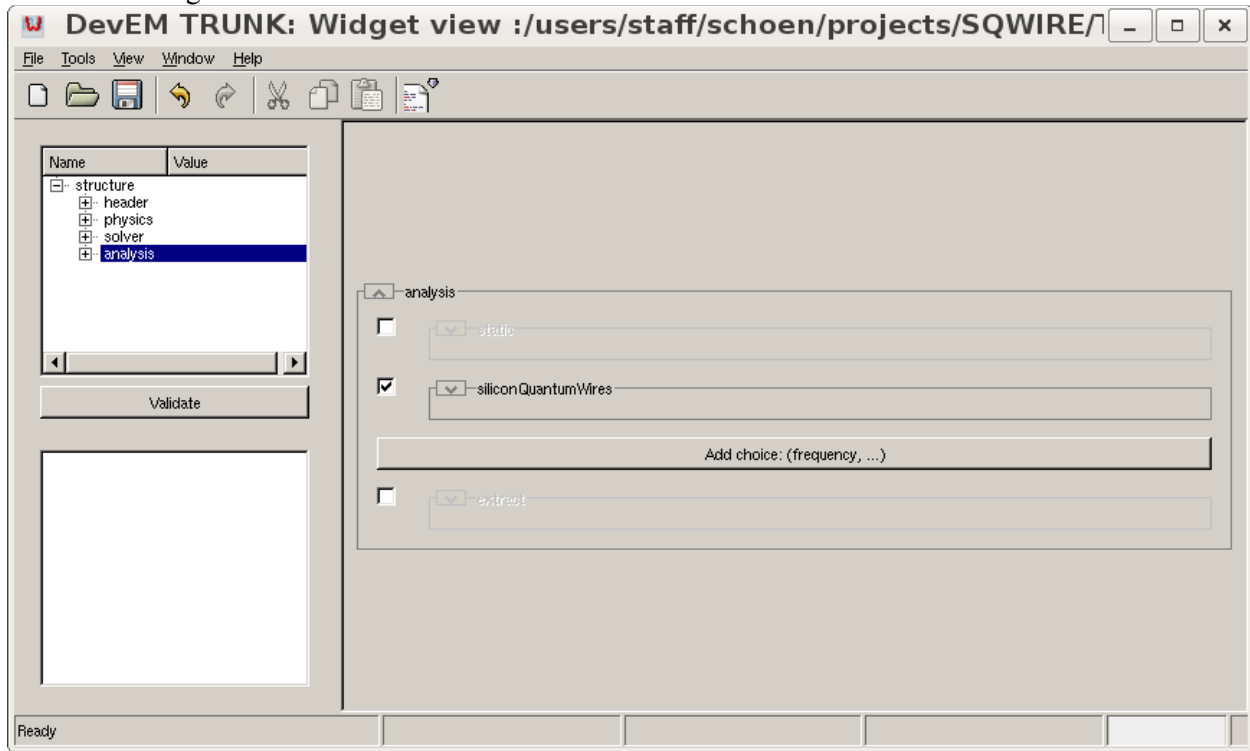 DevEM TRUNK: Widget view :/users/staff/schoen/projects/SQWIRE/T
File Tools View Window Help
Name Value
structure
header
physics
solver
analysis
Validate
analysis
static
siliconQuantumWires
Add choice: (frequency, ...)
extract
Ready